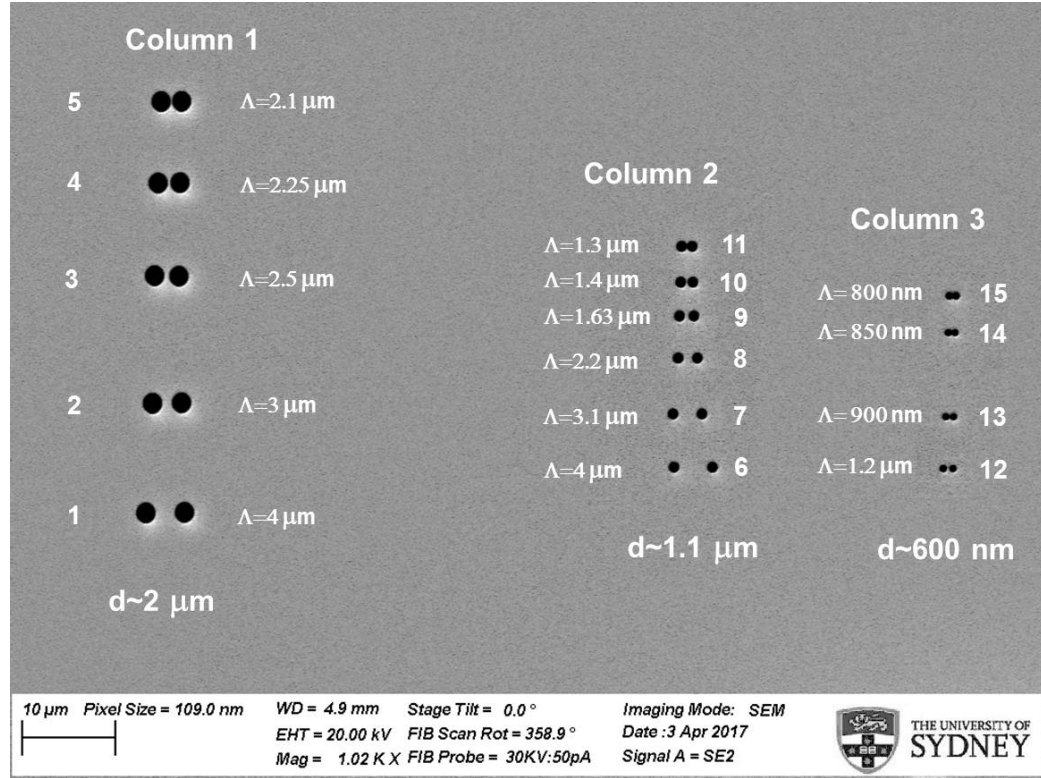 Column 1
5 Λ=2.1 μm
4 Λ=2.25 μm
3 Λ=2.5 μm
2 Λ=3 μm
1 Λ=4 μm
d~2 μm
Column 2
Λ=1.3 μm 11
Λ=1.4 μm 10
Λ=1.63 μm 9
Λ=2.2 μm 8
Λ=3.1 μm 7
Λ=4 μm 6
d~1.1 μm
Column 3
Λ=800 nm 15
Λ=850 nm 14
Λ=900 nm 13
Λ=1.2 μm 12
d~600 nm
10 μm Pixel Size = 109.0 nm
WD = 4.9 mm Stage Tilt = 0.0 ° Imaging Mode: SEM
EHT = 20.00 kV FIB Scan Rot = 358.9 ° Date :3 Apr 2017
Mag = 1.02 K X FIB Probe = 30KV:50pA Signal A = SE2
THE UNIVERSITY OF
SYDNEY